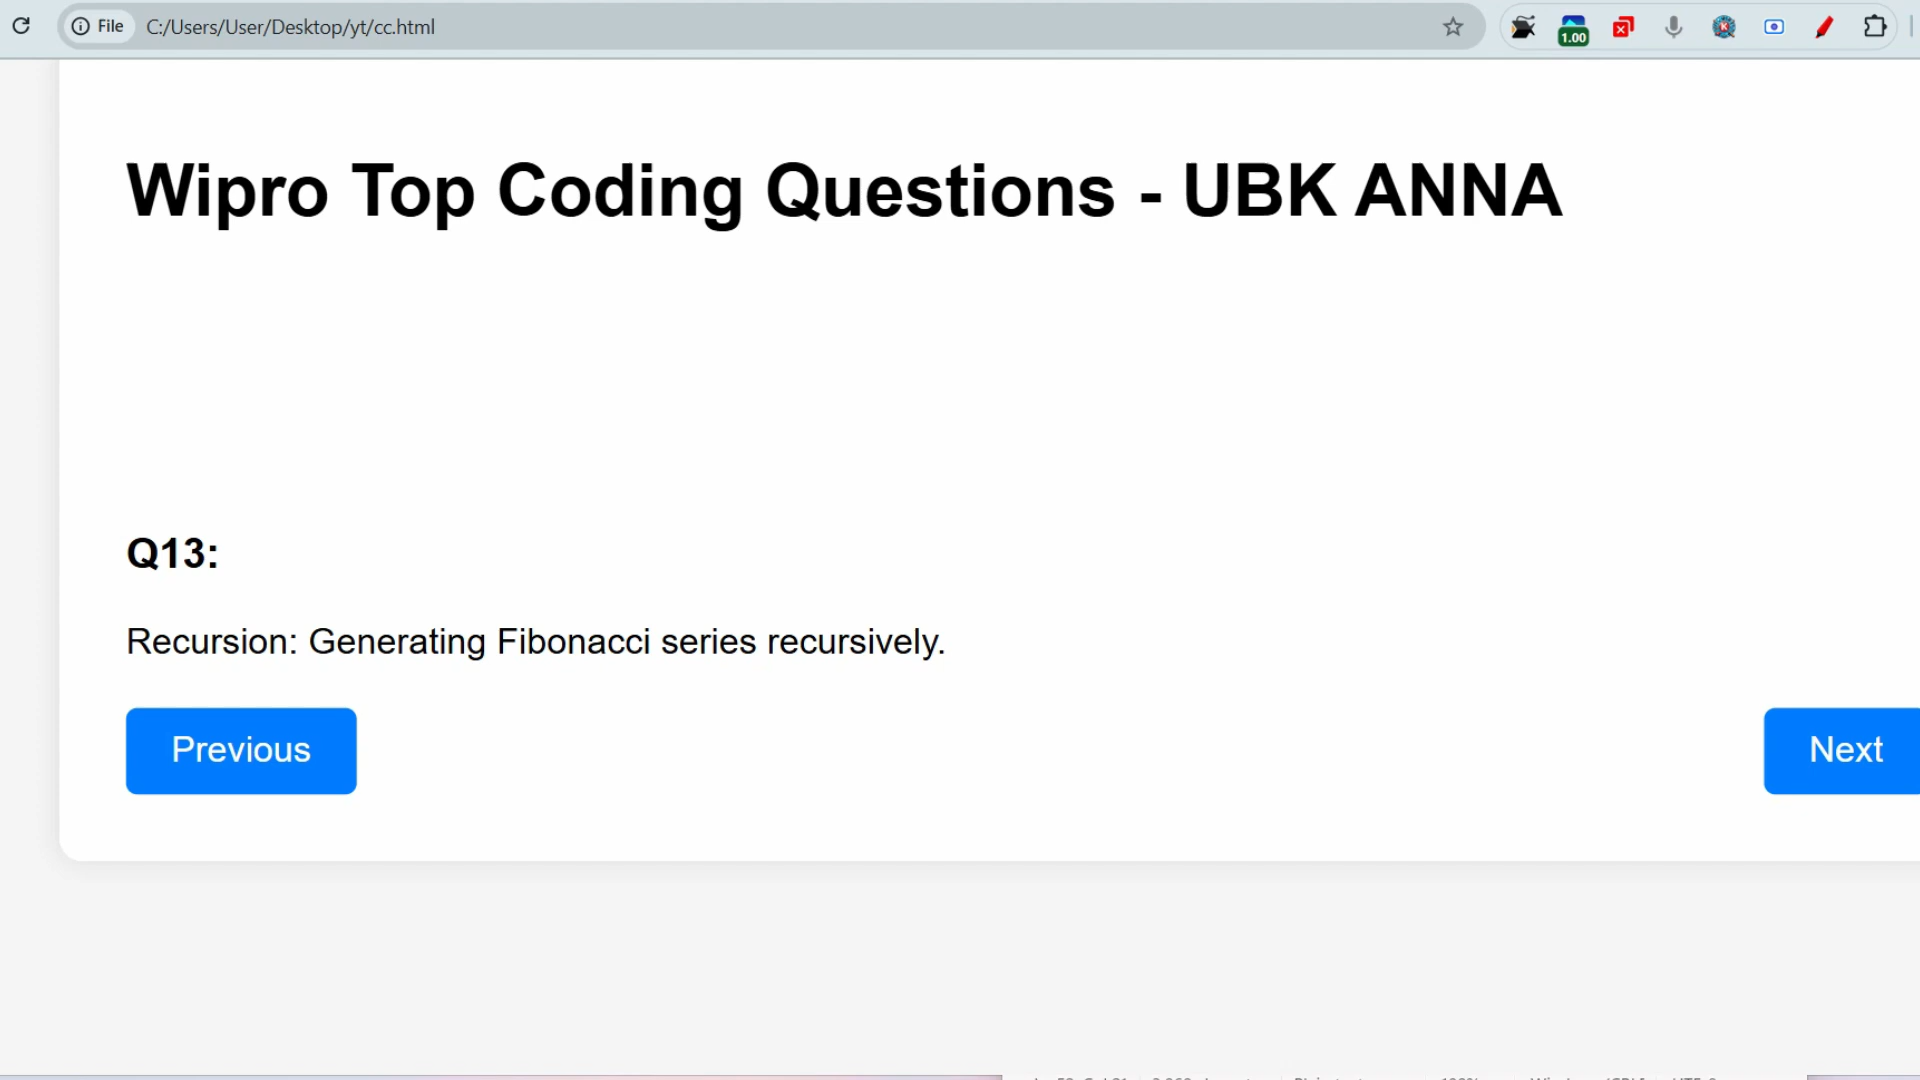 File C:/Users/User/Desktop/yt/cc.html
1.00
Wipro Top Coding Questions - UBK ANNA
Q13:
Recursion: Generating Fibonacci series recursively.
Previous
Next